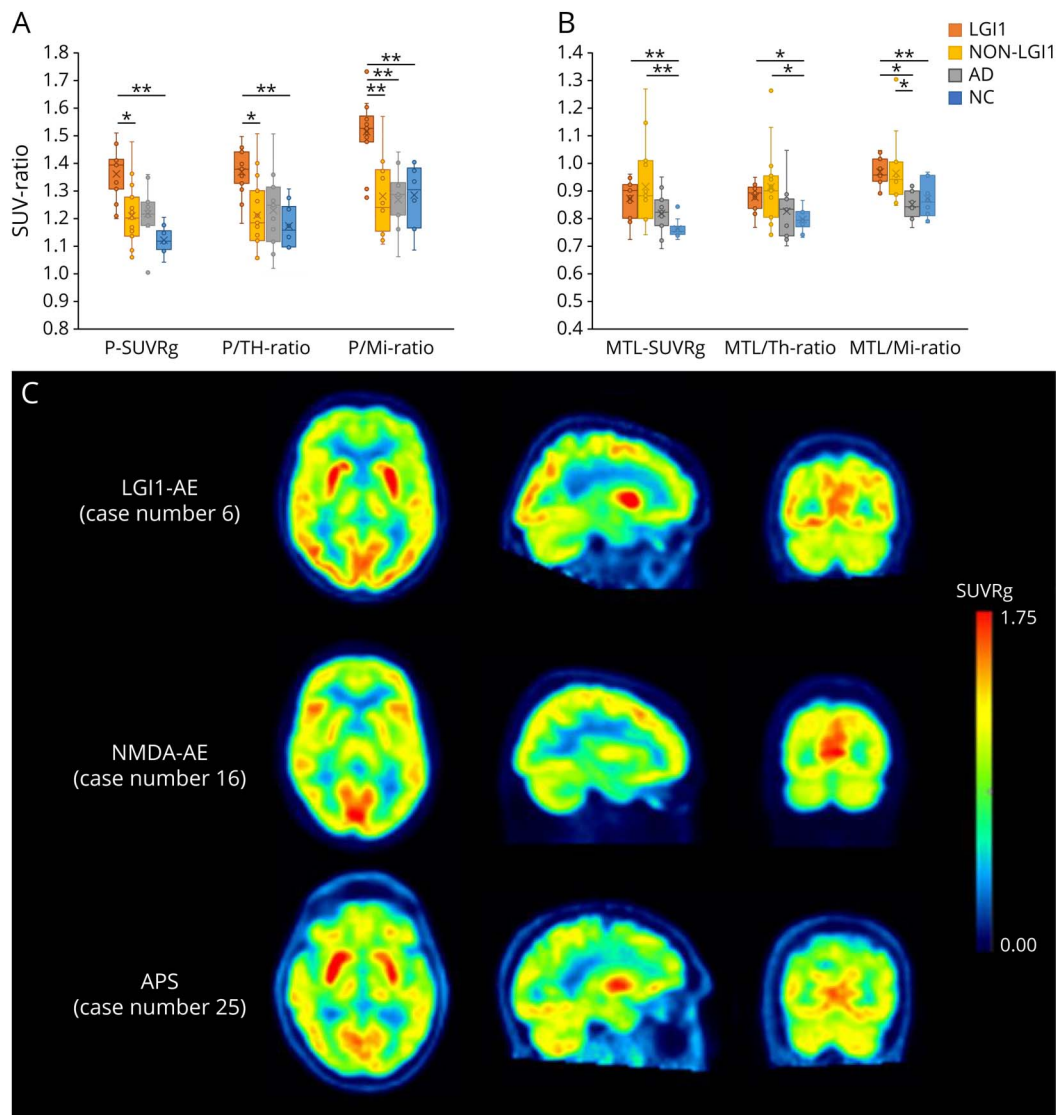 A
SUV-ratio
1.8
1.7
1.6
1.5
1.4
1.3
1.2
1.1
1.0
0.9
0.8
**
*
**
*
**
**
**
P-SUVRg
P/TH-ratio
P/Mi-ratio
B
1.4
1.3
1.2
1.1
1.0
0.9
0.8
0.7
0.6
0.5
0.4
**
**
*
*
**
*
*
MTL-SUVRg
MTL/Th-ratio
MTL/Mi-ratio
LGI1
NON-LGI1
AD
NC
C
LGI1-AE
(case number 6)
NMDA-AE
(case number 16)
APS
(case number 25)
SUVRg
1.75
0.00